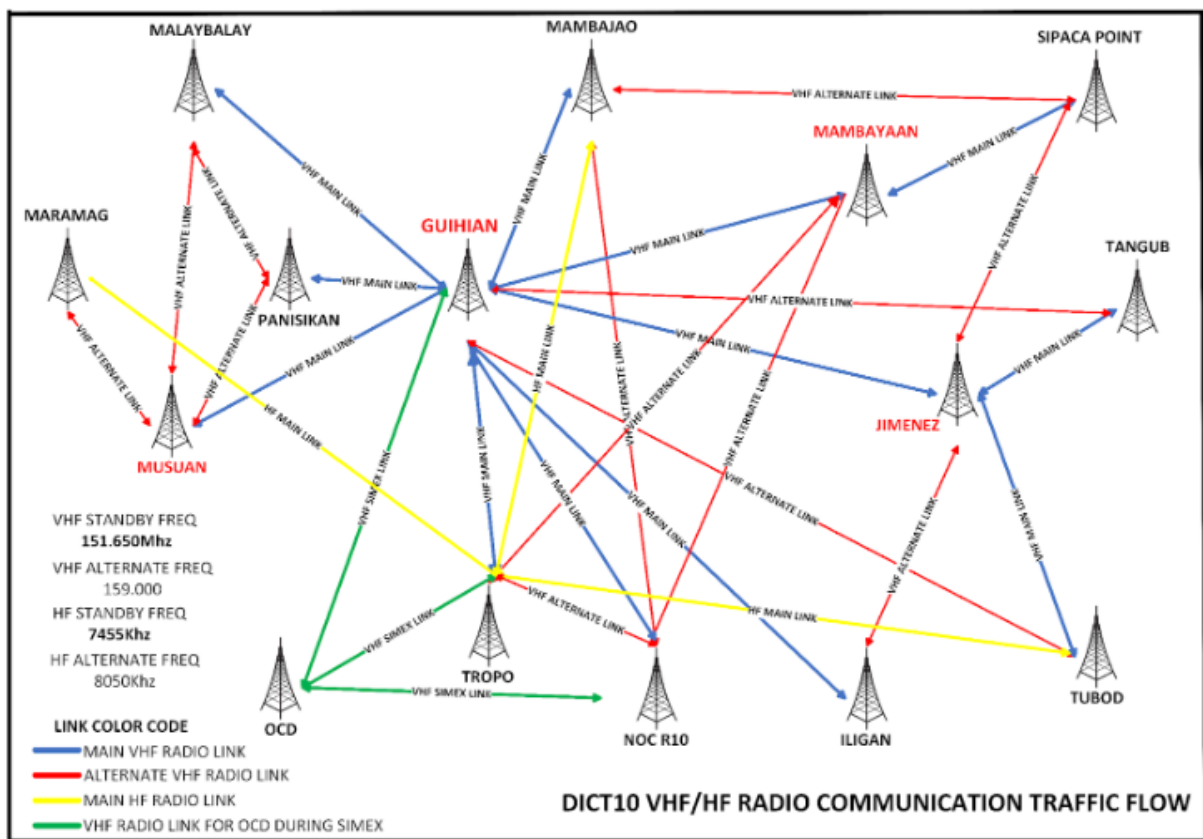 MALAYBALAY
MAMBAJAO
SIPACA POINT
VHF ALTERNATE LINK
MAMBAYAAN
VHF MAIN LINK
VHF MAIN LINK
VHF MAIN LINK
VHF ALTERNATE LINK
VHF ALTERNATE LINK
VHF ALTERNATE LINK
MARAMAG
GUIHIAN
VHF MAIN LINK
TANGUB
VHF MAIN LINK
PANISIKAN
VHF ALTERNATE LINK
VHF MAIN LINK
VHF MAIN LINK
VHF ALTERNATE LINK
VHF ALTERNATE LINK
VHF MAIN LINK
HF MAIN LINK
VHF ALTERNATE LINK
VHF ALTERNATE LINK
VHF ALTERNATE LINK
JIMENEZ
MUSUAN
HF MAIN LINK
VHF SIMEX LINK
VHF MAIN LINK
VHF MAIN LINK
VHF MAIN LINK
VHF ALTERNATE LINK
VHF ALTERNATE LINK
VHF MAIN LINK
VHF STANDBY FREQ
151.650Mhz
VHF ALTERNATE FREQ
159.000
HF STANDBY FREQ
7455Khz
HF ALTERNATE FREQ
8050Khz
VHF SIMEX LINK
VHF ALTERNATE LINK
HF MAIN LINK
TROPO
VHF SIMEX LINK
OCD
NOC R10
ILIGAN
TUBOD
LINK COLOR CODE
MAIN VHF RADIO LINK
ALTERNATE VHF RADIO LINK
MAIN HF RADIO LINK
VHF RADIO LINK FOR OCD DURING SIMEX
DICT10 VHF/HF RADIO COMMUNICATION TRAFFIC FLOW